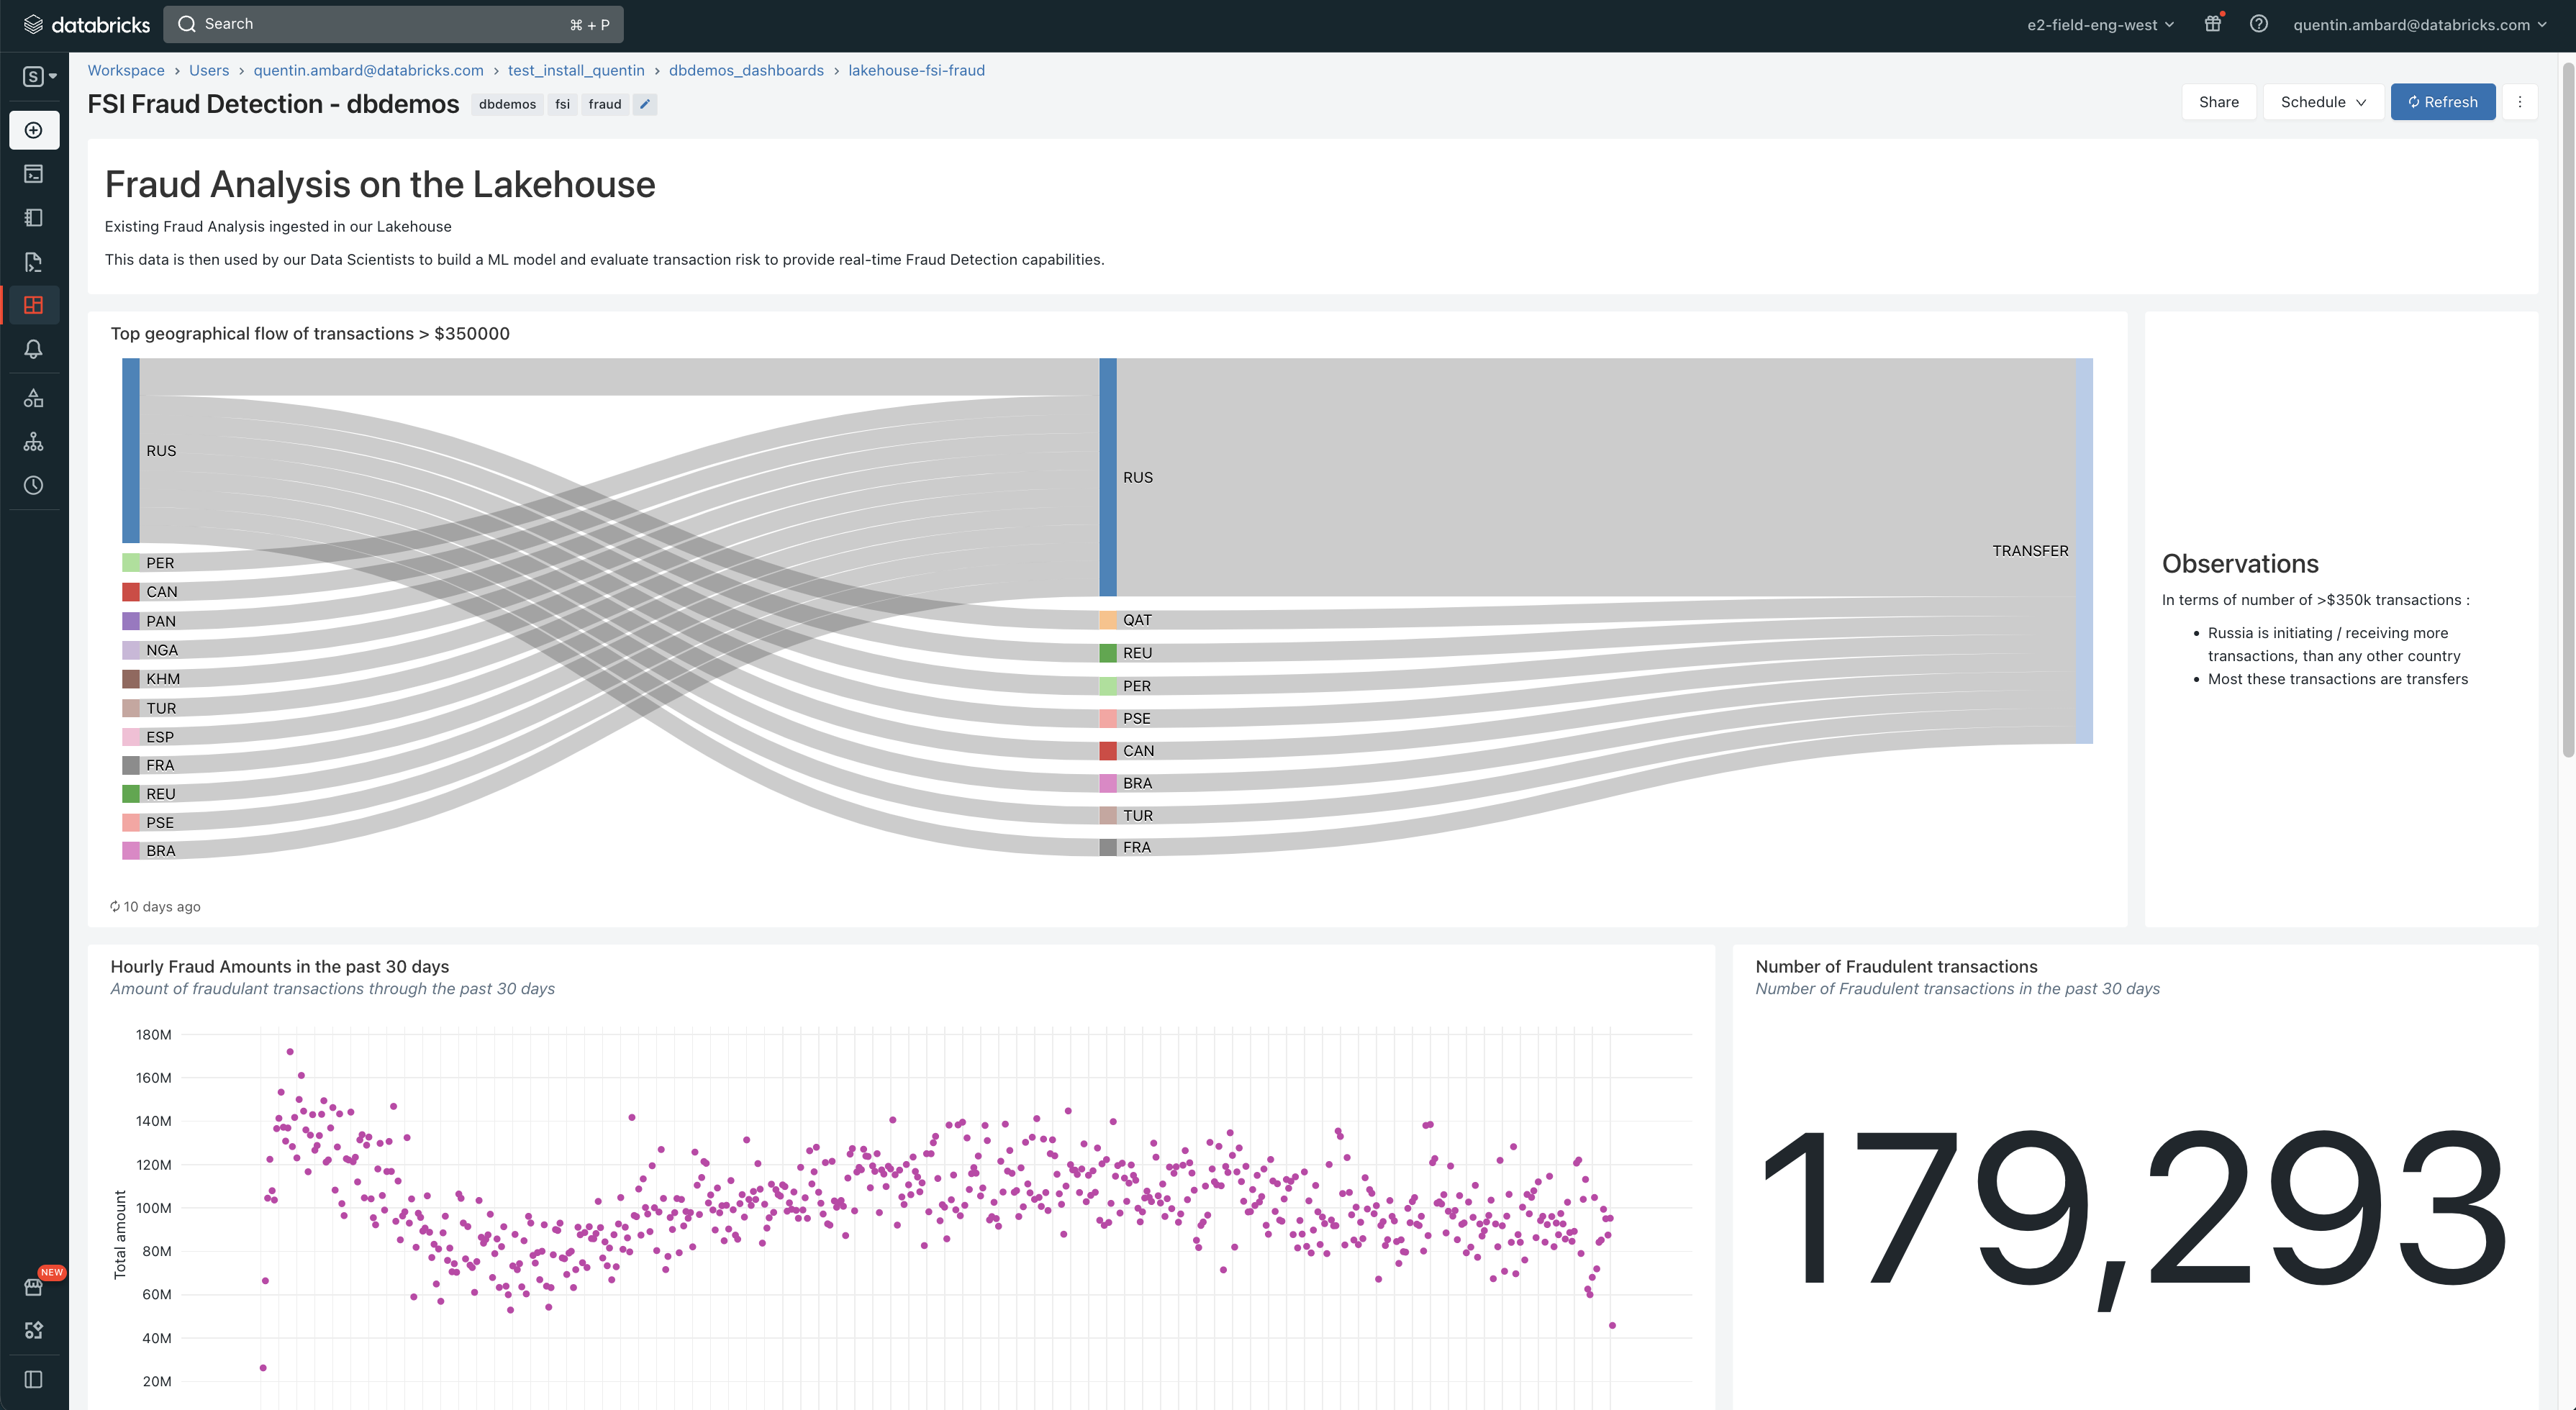 databricks
Search
⌘ + P
e2-field-eng-west
quentin.ambard@databricks.com
S
Workspace › Users › quentin.ambard@databricks.com › test_install_quentin › dbdemos_dashboards › lakehouse-fsi-fraud
FSI Fraud Detection - dbdemos
dbdemos
fsi
fraud
Share
Schedule
Refresh
Fraud Analysis on the Lakehouse
Existing Fraud Analysis ingested in our Lakehouse
This data is then used by our Data Scientists to build a ML model and evaluate transaction risk to provide real-time Fraud Detection capabilities.
Top geographical flow of transactions > $350000
RUS
PER
CAN
PAN
NGA
KHM
TUR
ESP
FRA
REU
PSE
BRA
RUS
QAT
REU
PER
PSE
CAN
BRA
TUR
FRA
TRANSFER
10 days ago
Observations
In terms of number of >$350k transactions :
• Russia is initiating / receiving more
transactions, than any other country
• Most these transactions are transfers
Hourly Fraud Amounts in the past 30 days
Amount of fraudulant transactions through the past 30 days
Total amount
180M
160M
140M
120M
100M
80M
60M
40M
20M
Number of Fraudulent transactions
Number of Fraudulent transactions in the past 30 days
179,293
NEW